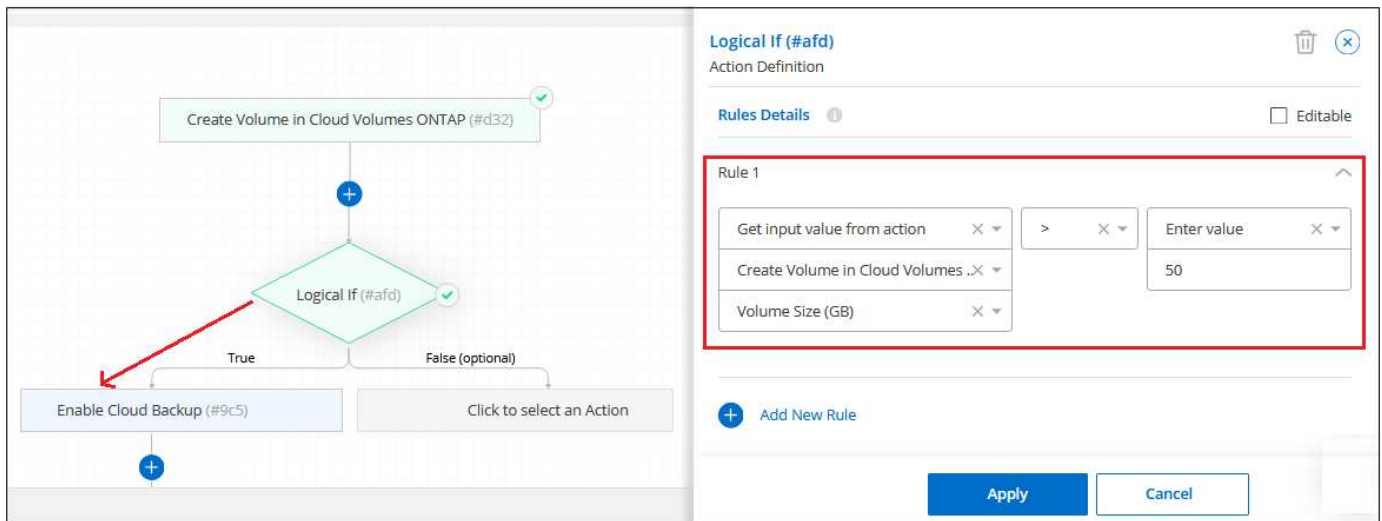 Create Volume in Cloud Volumes ONTAP (#d32)
Logical If (#afd)
True
False (optional)
Enable Cloud Backup (#9c5)
Click to select an Action
Logical If (#afd)
Action Definition
Rules Details
Editable
Rule 1
Get input value from action
>
Enter value
Create Volume in Cloud Volumes ..
50
Volume Size (GB)
Add New Rule
Apply
Cancel